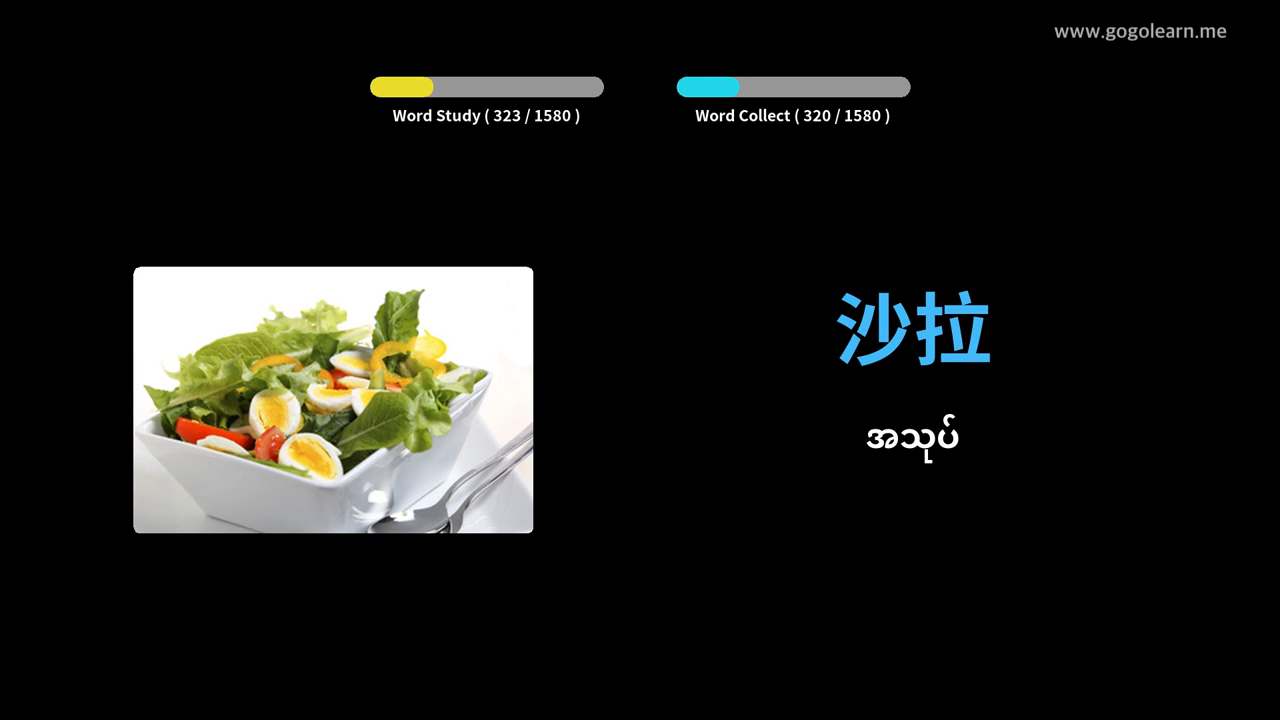 www.gogolearn.me
Word Study ( 323 / 1580 )
Word Collect ( 320 / 1580 )
沙拉
အသုပ်